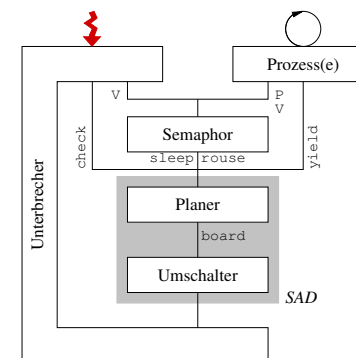 Prozess(e)
V
P
V
Semaphor
check
sleep rouse
yield
Unterbrecher
Planer
board
Umschalter
SAD